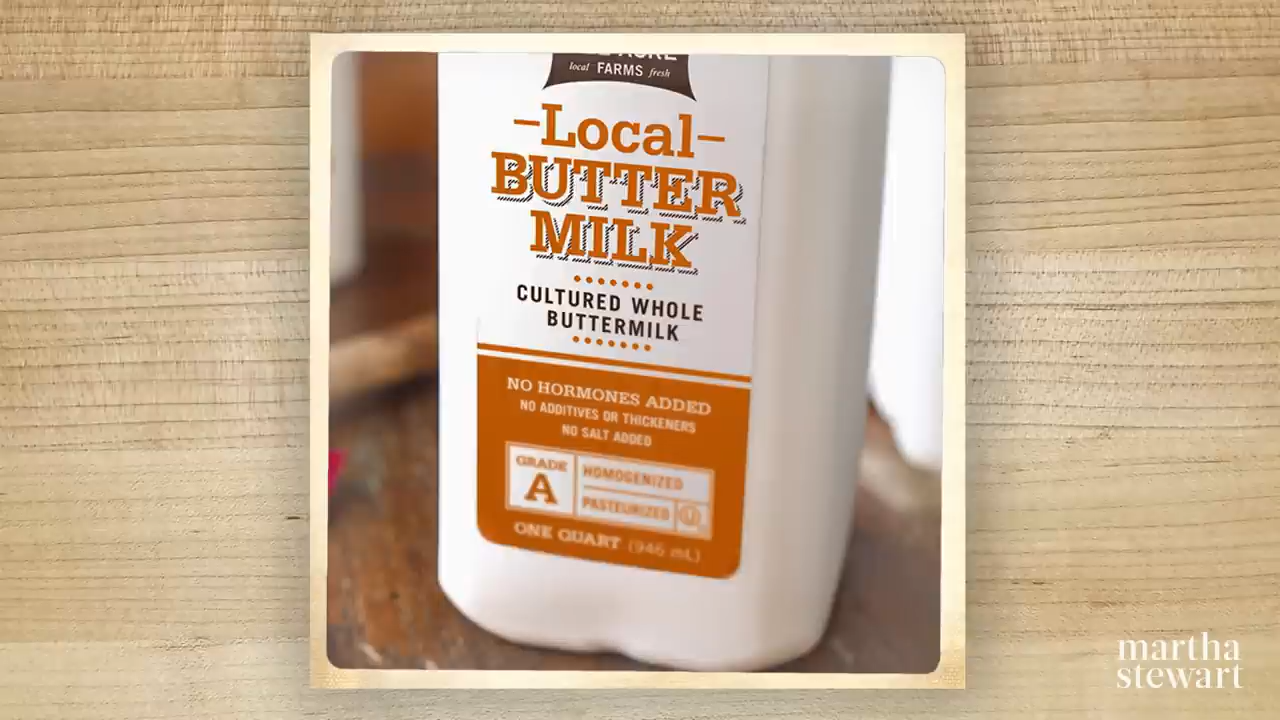 local FARMS fresh
–Local–
BUTTER
MILK
CULTURED WHOLE
BUTTERMILK
NO HORMONES ADDED
NO ADDITIVES OR THICKENERS
NO SALT ADDED
GRADE
A
HOMOGENIZED
PASTEURIZED
ONE QUART (946 mL)
martha
stewart